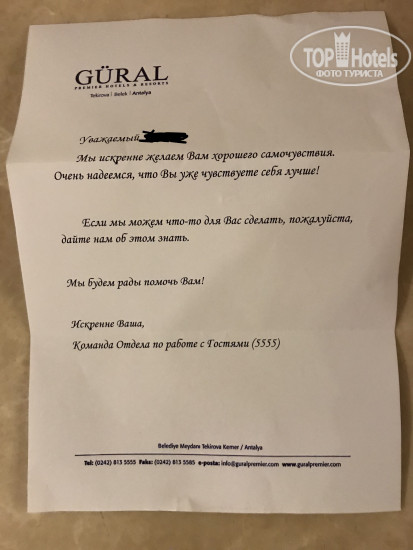 TOP Hotels
ФОТО ТУРИСТА
GÜRAL
PREMIER HOTELS & RESORTS
Tekirova | Belek | Antalya
Уважаемый
Мы искренне желаем Вам хорошего самочувствия.
Очень надеемся, что Вы уже чувствуете себя лучше!
Если мы можем что-то для Вас сделать, пожалуйста,
дайте нам об этом знать.
Мы будем рады помочь Вам!
Искренне Ваша,
Команда Отдела по работе с Гостями (5555)
Belediye Meydanı Tekirova Kemer / Antalya
Tel: (0242) 813 5555 Faks: (0242) 813 5565 e-posta: info@guralpremier.com www.guralpremier.com